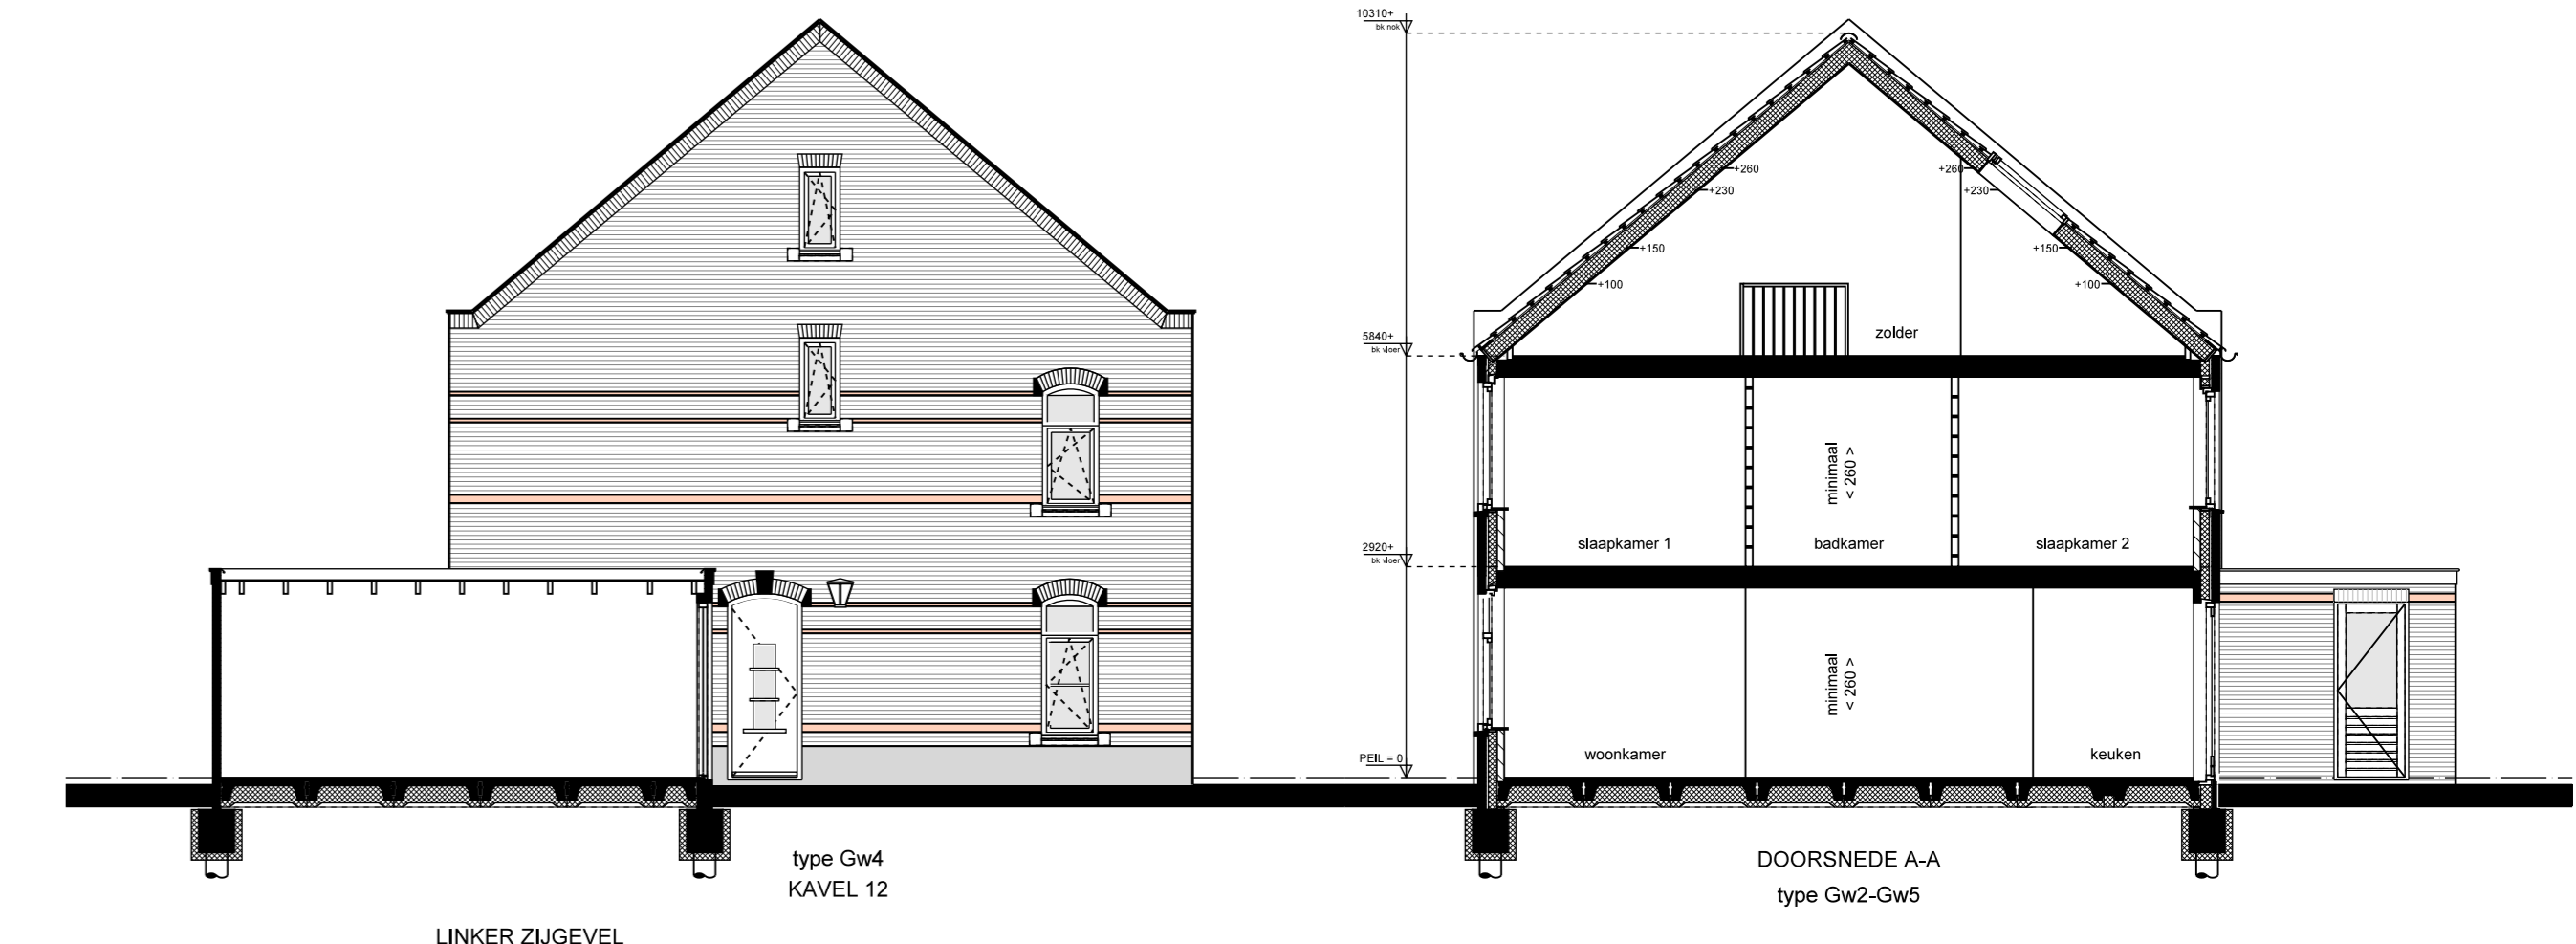 10310+
bk nok
+260
+230
+150
+100
+260
+230
+150
+100
5840+
bk vloer
zolder
minimaal
< 260 >
slaapkamer 1
badkamer
slaapkamer 2
2920+
bk vloer
minimaal
< 260 >
woonkamer
keuken
PEIL = 0
type Gw4
KAVEL 12
LINKER ZIJGEVEL
DOORSNEDE A-A
type Gw2-Gw5